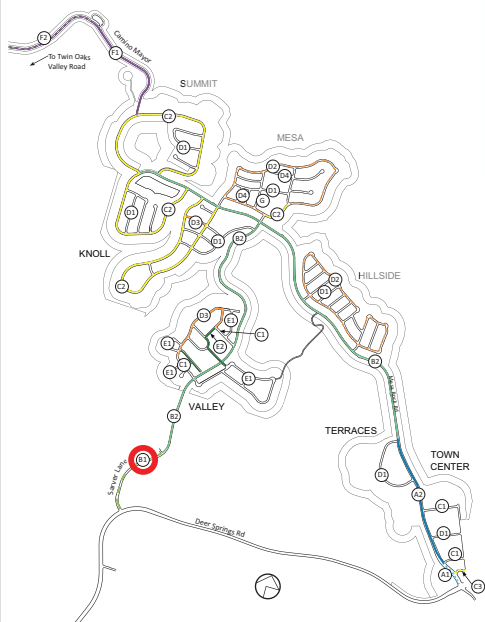 F2
F1
Camino Mayor
To Twin Oaks
Valley Road
SUMMIT
C2
D1
MESA
D2
D4
D1
D4
G
C2
D1
C2
D3
D1
B2
KNOLL
C2
HILLSIDE
D2
D1
D3
E1
C1
E1
E2
C1
E1
E1
B2
VALLEY
B2
TERRACES
TOWN
CENTER
B1
Sarver Lane
D1
A2
C1
D1
C1
A1
C3
Deer Springs Rd